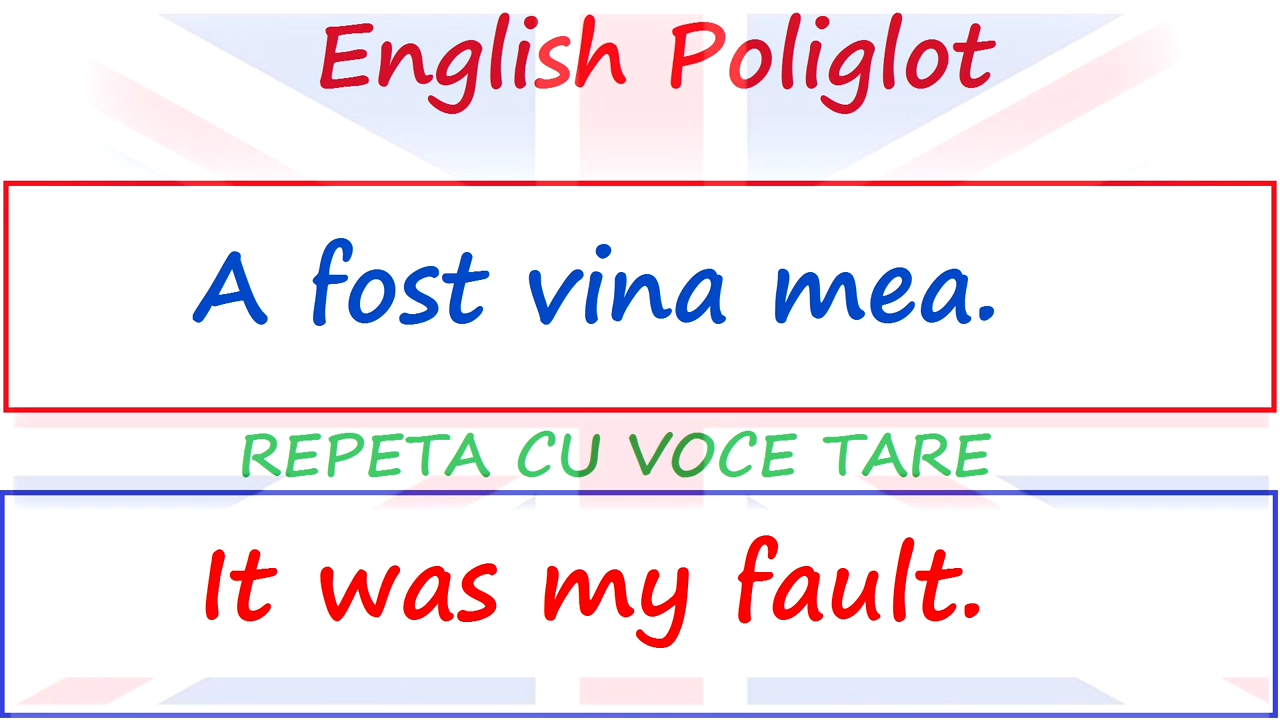 English Poliglot
A fost vina mea.
REPETA CU VOCE TARE
It was my fault.